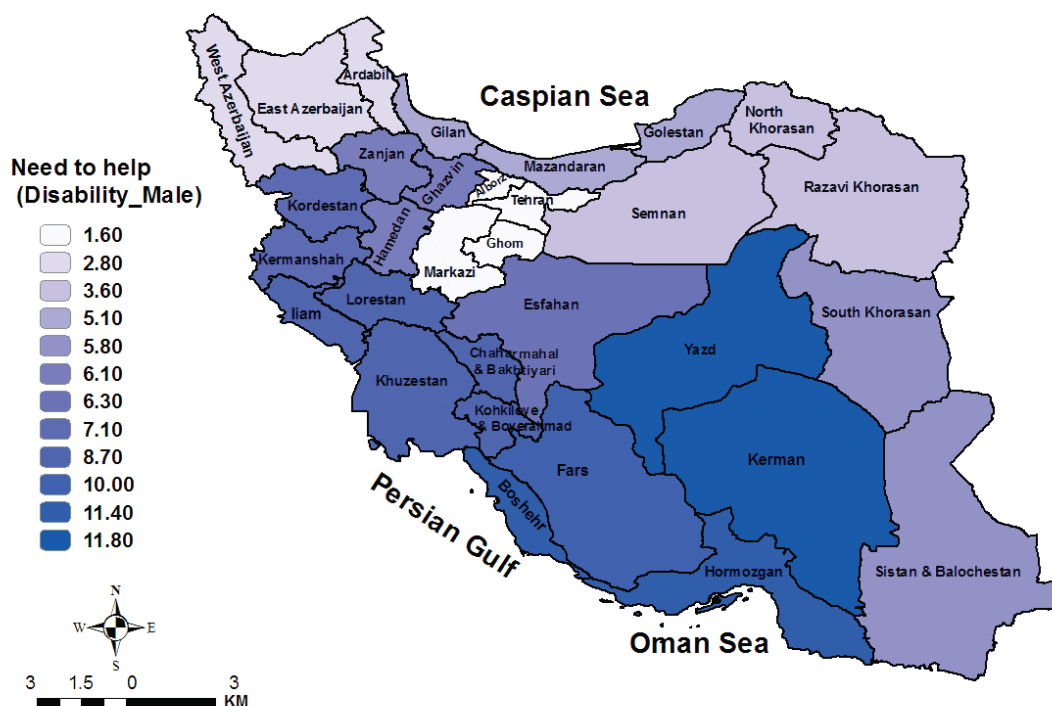 West Azerbaijan
East Azerbaijan
Ardabil
Caspian Sea
Gilan
Zanjan
Ghazvin
Mazandaran
Golestan
North
Khorasan
Razavi Khorasan
Alborz
Tehran
Semnan
Need to help
(Disability_Male)
1.60
2.80
3.60
5.10
5.80
6.10
6.30
7.10
8.70
10.00
11.40
11.80
Kordestan
Hamedan
Ghom
Markazi
Kermanshah
Lorestan
Iiam
Esfahan
Yazd
South Khorasan
Khuzestan
Chaharmahal
& Bakhtiyari
Kohkiloye
& Boyerahmad
Fars
Kerman
Boshehr
Persian Gulf
Hormozgan
Sistan & Balochestan
Oman Sea
N
W
E
S
3 1.5 0 3
KM